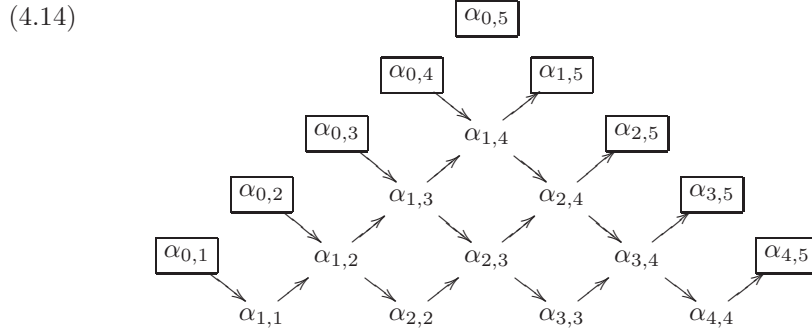 (4.14)
α0,5
α0,4 α1,5
α1,4
α0,3 α2,5
α1,3 α2,4
α0,2 α3,5
α1,2 α2,3 α3,4
α0,1 α4,5
α1,1 α2,2 α3,3 α4,4